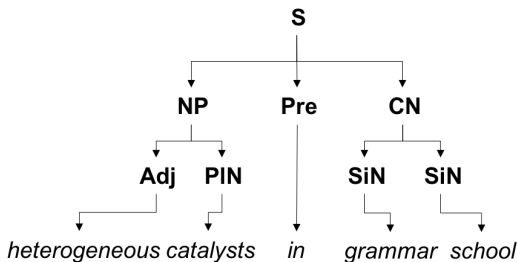 S
NP Pre CN
Adj PlN SiN SiN
heterogeneous catalysts in grammar school